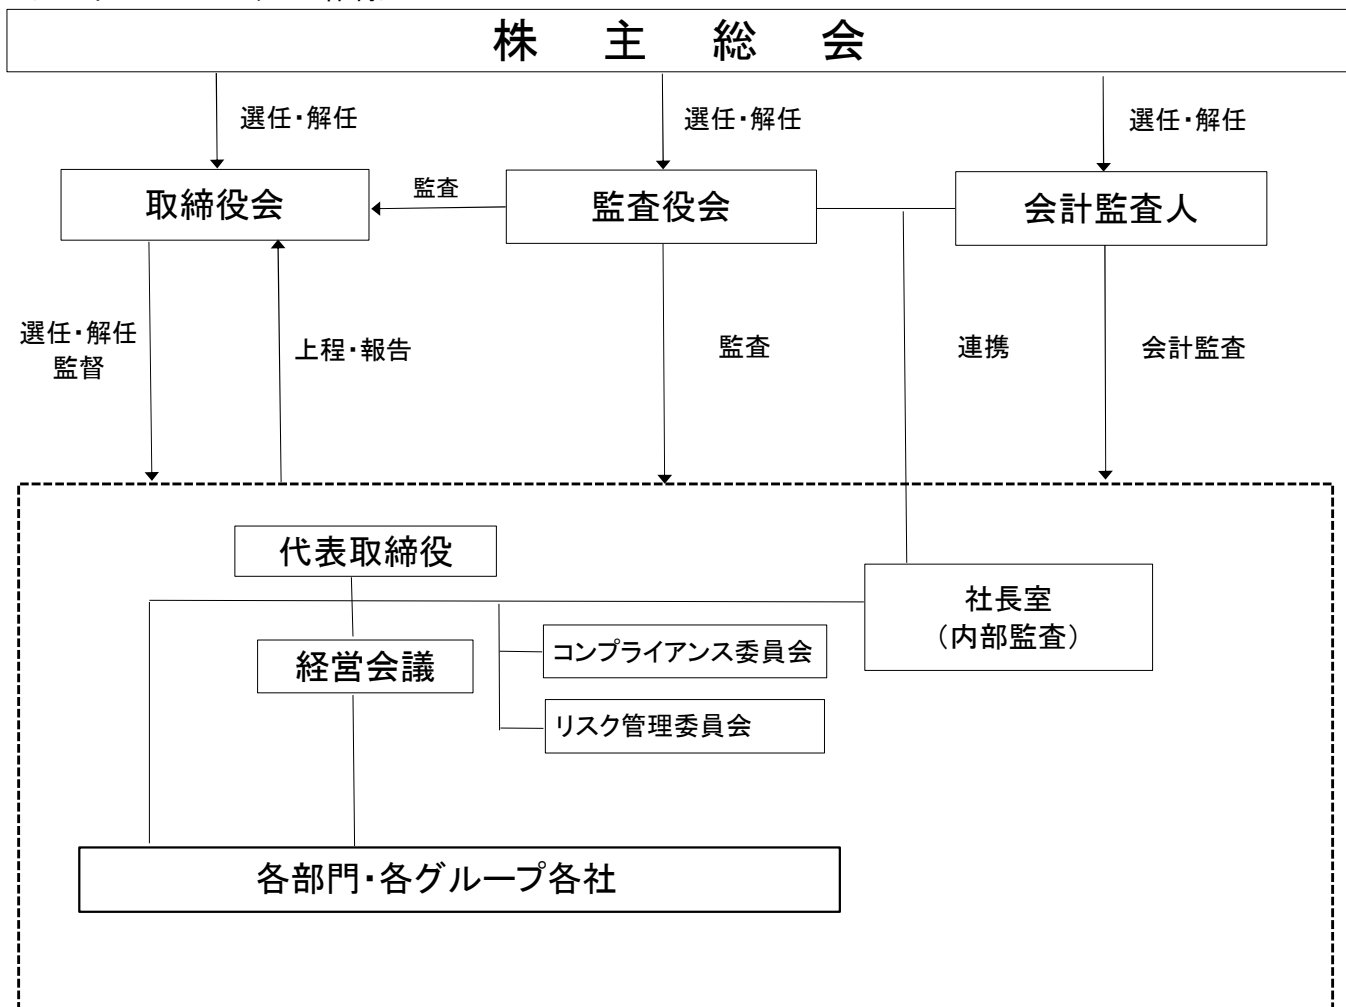 株 主 総 会
選任・解任
選任・解任
選任・解任
取締役会
監査
監査役会
会計監査人
選任・解任
監督
上程・報告
監査
連携
会計監査
代表取締役
社長室
（内部監査）
コンプライアンス委員会
経営会議
リスク管理委員会
各部門・各グループ各社